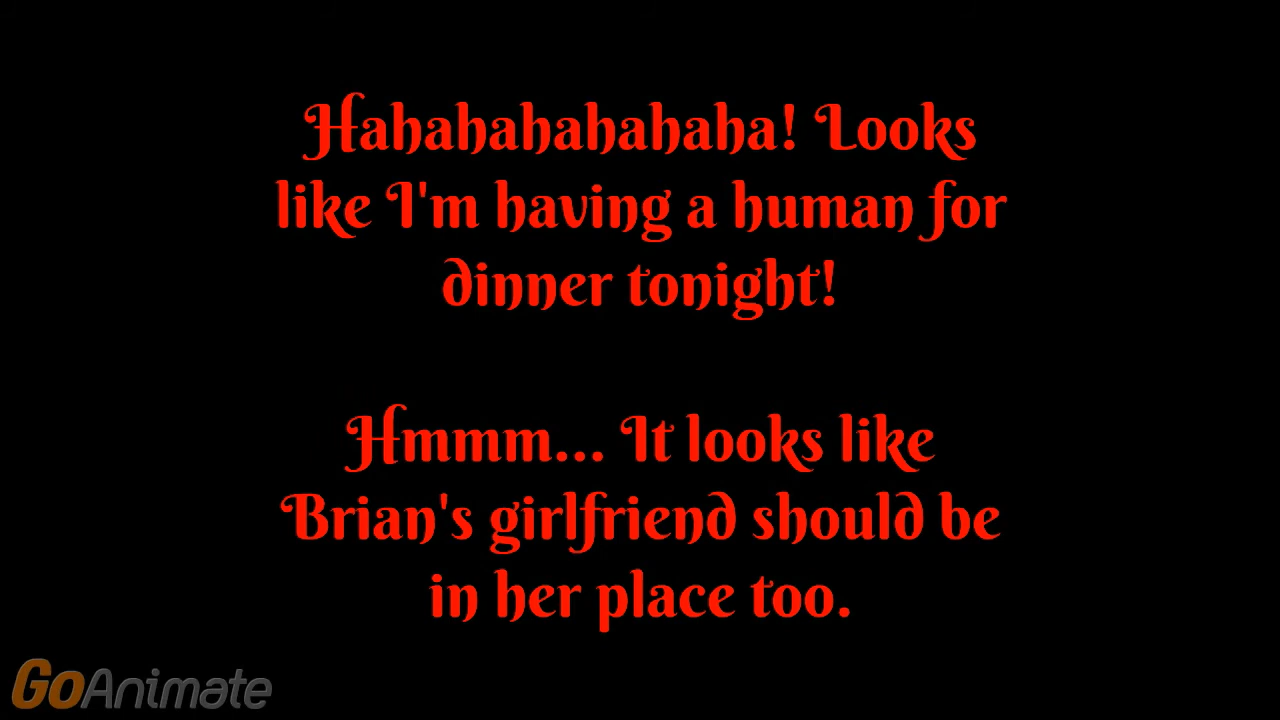 Hahahahahahaha! Looks
like I'm having a human for
dinner tonight!
Hmmm... It looks like
Brian's girlfriend should be
in her place too.
GoAnimate